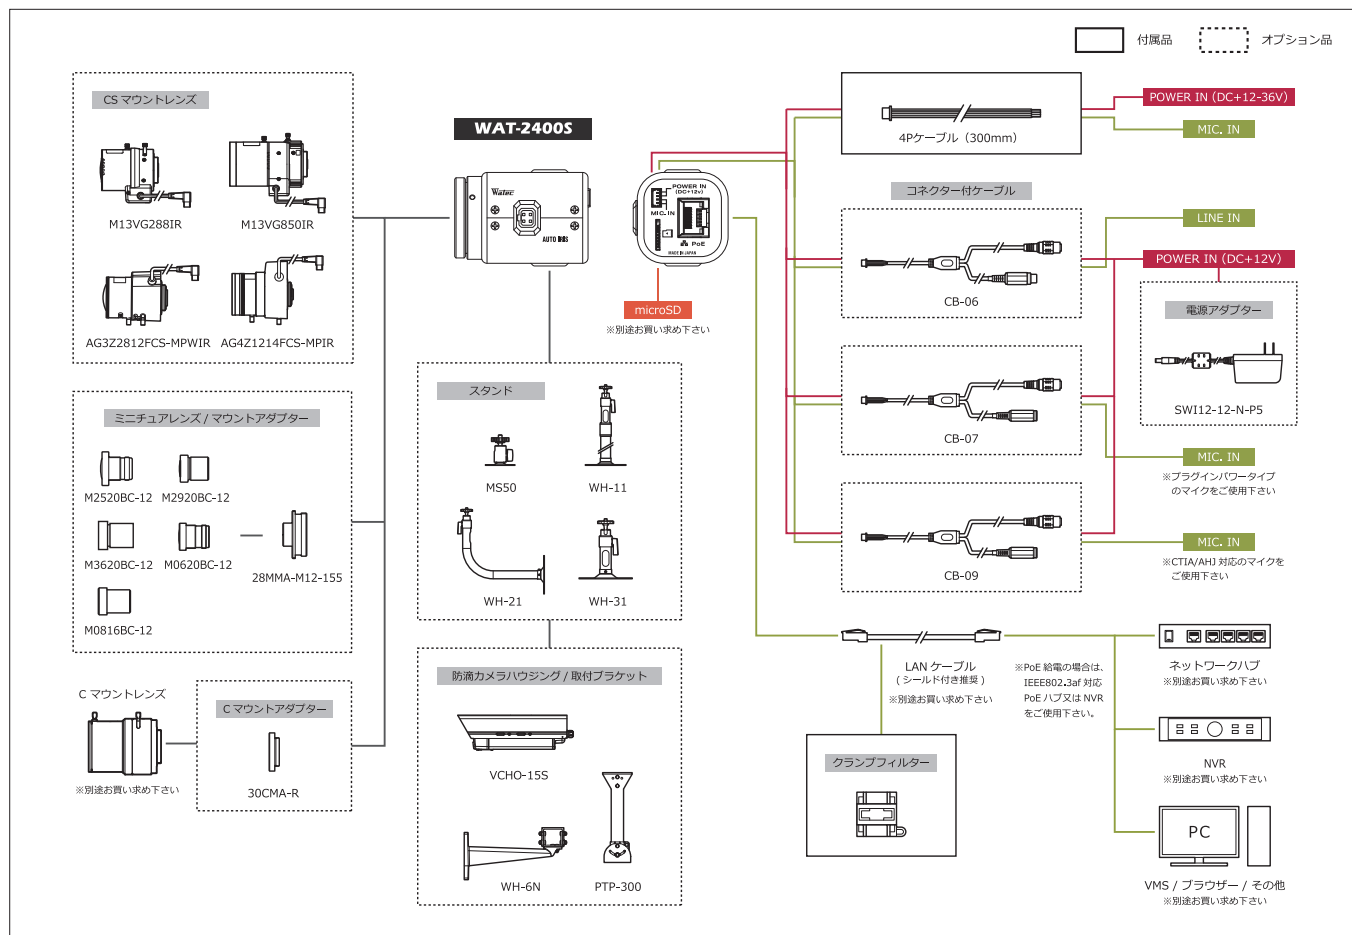 付属品
オプション品
CS マウントレンズ
M13VG288IR
M13VG850IR
AG3Z2812FCS-MPWIR
AG4Z1214FCS-MPIR
ミニチュアレンズ / マウントアダプター
M2520BC-12
M2920BC-12
M3620BC-12
M0620BC-12
28MMA-M12-155
M0816BC-12
C マウントレンズ
※別途お買い求め下さい
C マウントアダプター
30CMA-R
WAT-2400S
Watec
AUTO IRIS
POWER IN
(DC+12v)
MIC. IN
PoE
MADE IN JAPAN
microSD
※別途お買い求め下さい
スタンド
MS50
WH-11
WH-21
WH-31
防滴カメラハウジング / 取付ブラケット
VCHO-15S
WH-6N
PTP-300
4Pケーブル（300mm）
コネクター付ケーブル
CB-06
CB-07
CB-09
POWER IN (DC+12-36V)
MIC. IN
LINE IN
POWER IN (DC+12V)
電源アダプター
SWI12-12-N-P5
MIC. IN
※プラグインパワータイプ
のマイクをご使用下さい
MIC. IN
※CTIA/AHJ 対応のマイクを
ご使用下さい
LAN ケーブル
( シールド付き推奨 )
※別途お買い求め下さい
※PoE 給電の場合は、
IEEE802.3af 対応
PoE ハブ又は NVR
をご使用下さい。
クランプフィルター
ネットワークハブ
※別途お買い求め下さい
NVR
※別途お買い求め下さい
PC
VMS / ブラウザー / その他
※別途お買い求め下さい